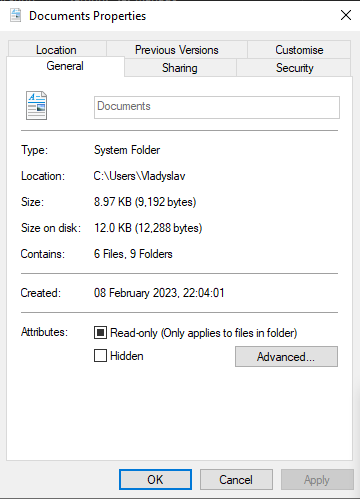 Documents Properties
Location Previous Versions Customise
General Sharing Security
Documents
Type: System Folder
Location: C:\Users\Vladyslav
Size: 8.97 KB (9,192 bytes)
Size on disk: 12.0 KB (12,288 bytes)
Contains: 6 Files, 9 Folders
Created: 08 February 2023, 22:04:01
Attributes: Read-only (Only applies to files in folder)
Hidden Advanced...
OK Cancel Apply